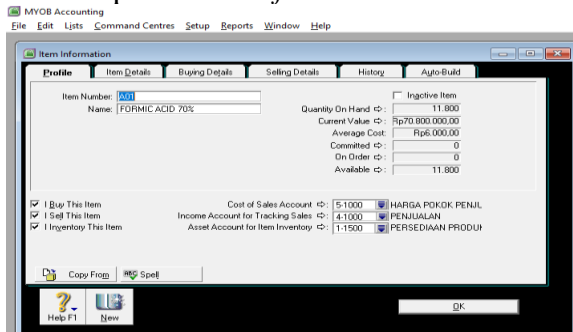 MYOB Accounting
File Edit Lists Command Centres Setup Reports Window Help
Item Information
Profile Item Details Buying Details Selling Details History Auto-Build
Item Number: A01
Name: FORMIC ACID 70%
Inactive Item
Quantity On Hand ⇨: 11.800
Current Value ⇨: Rp70.800.000,00
Average Cost: Rp6.000,00
Committed ⇨: 0
On Order ⇨: 0
Available ⇨: 11.800
I Buy This Item Cost of Sales Account ⇨: 5-1000 HARGA POKOK PENJL
I Sell This Item Income Account for Tracking Sales ⇨: 4-1000 PENJUALAN
I Inventory This Item Asset Account for Item Inventory ⇨: 1-1500 PERSEDIAAN PRODUK
Copy From ABC Spell
Help F1 New OK